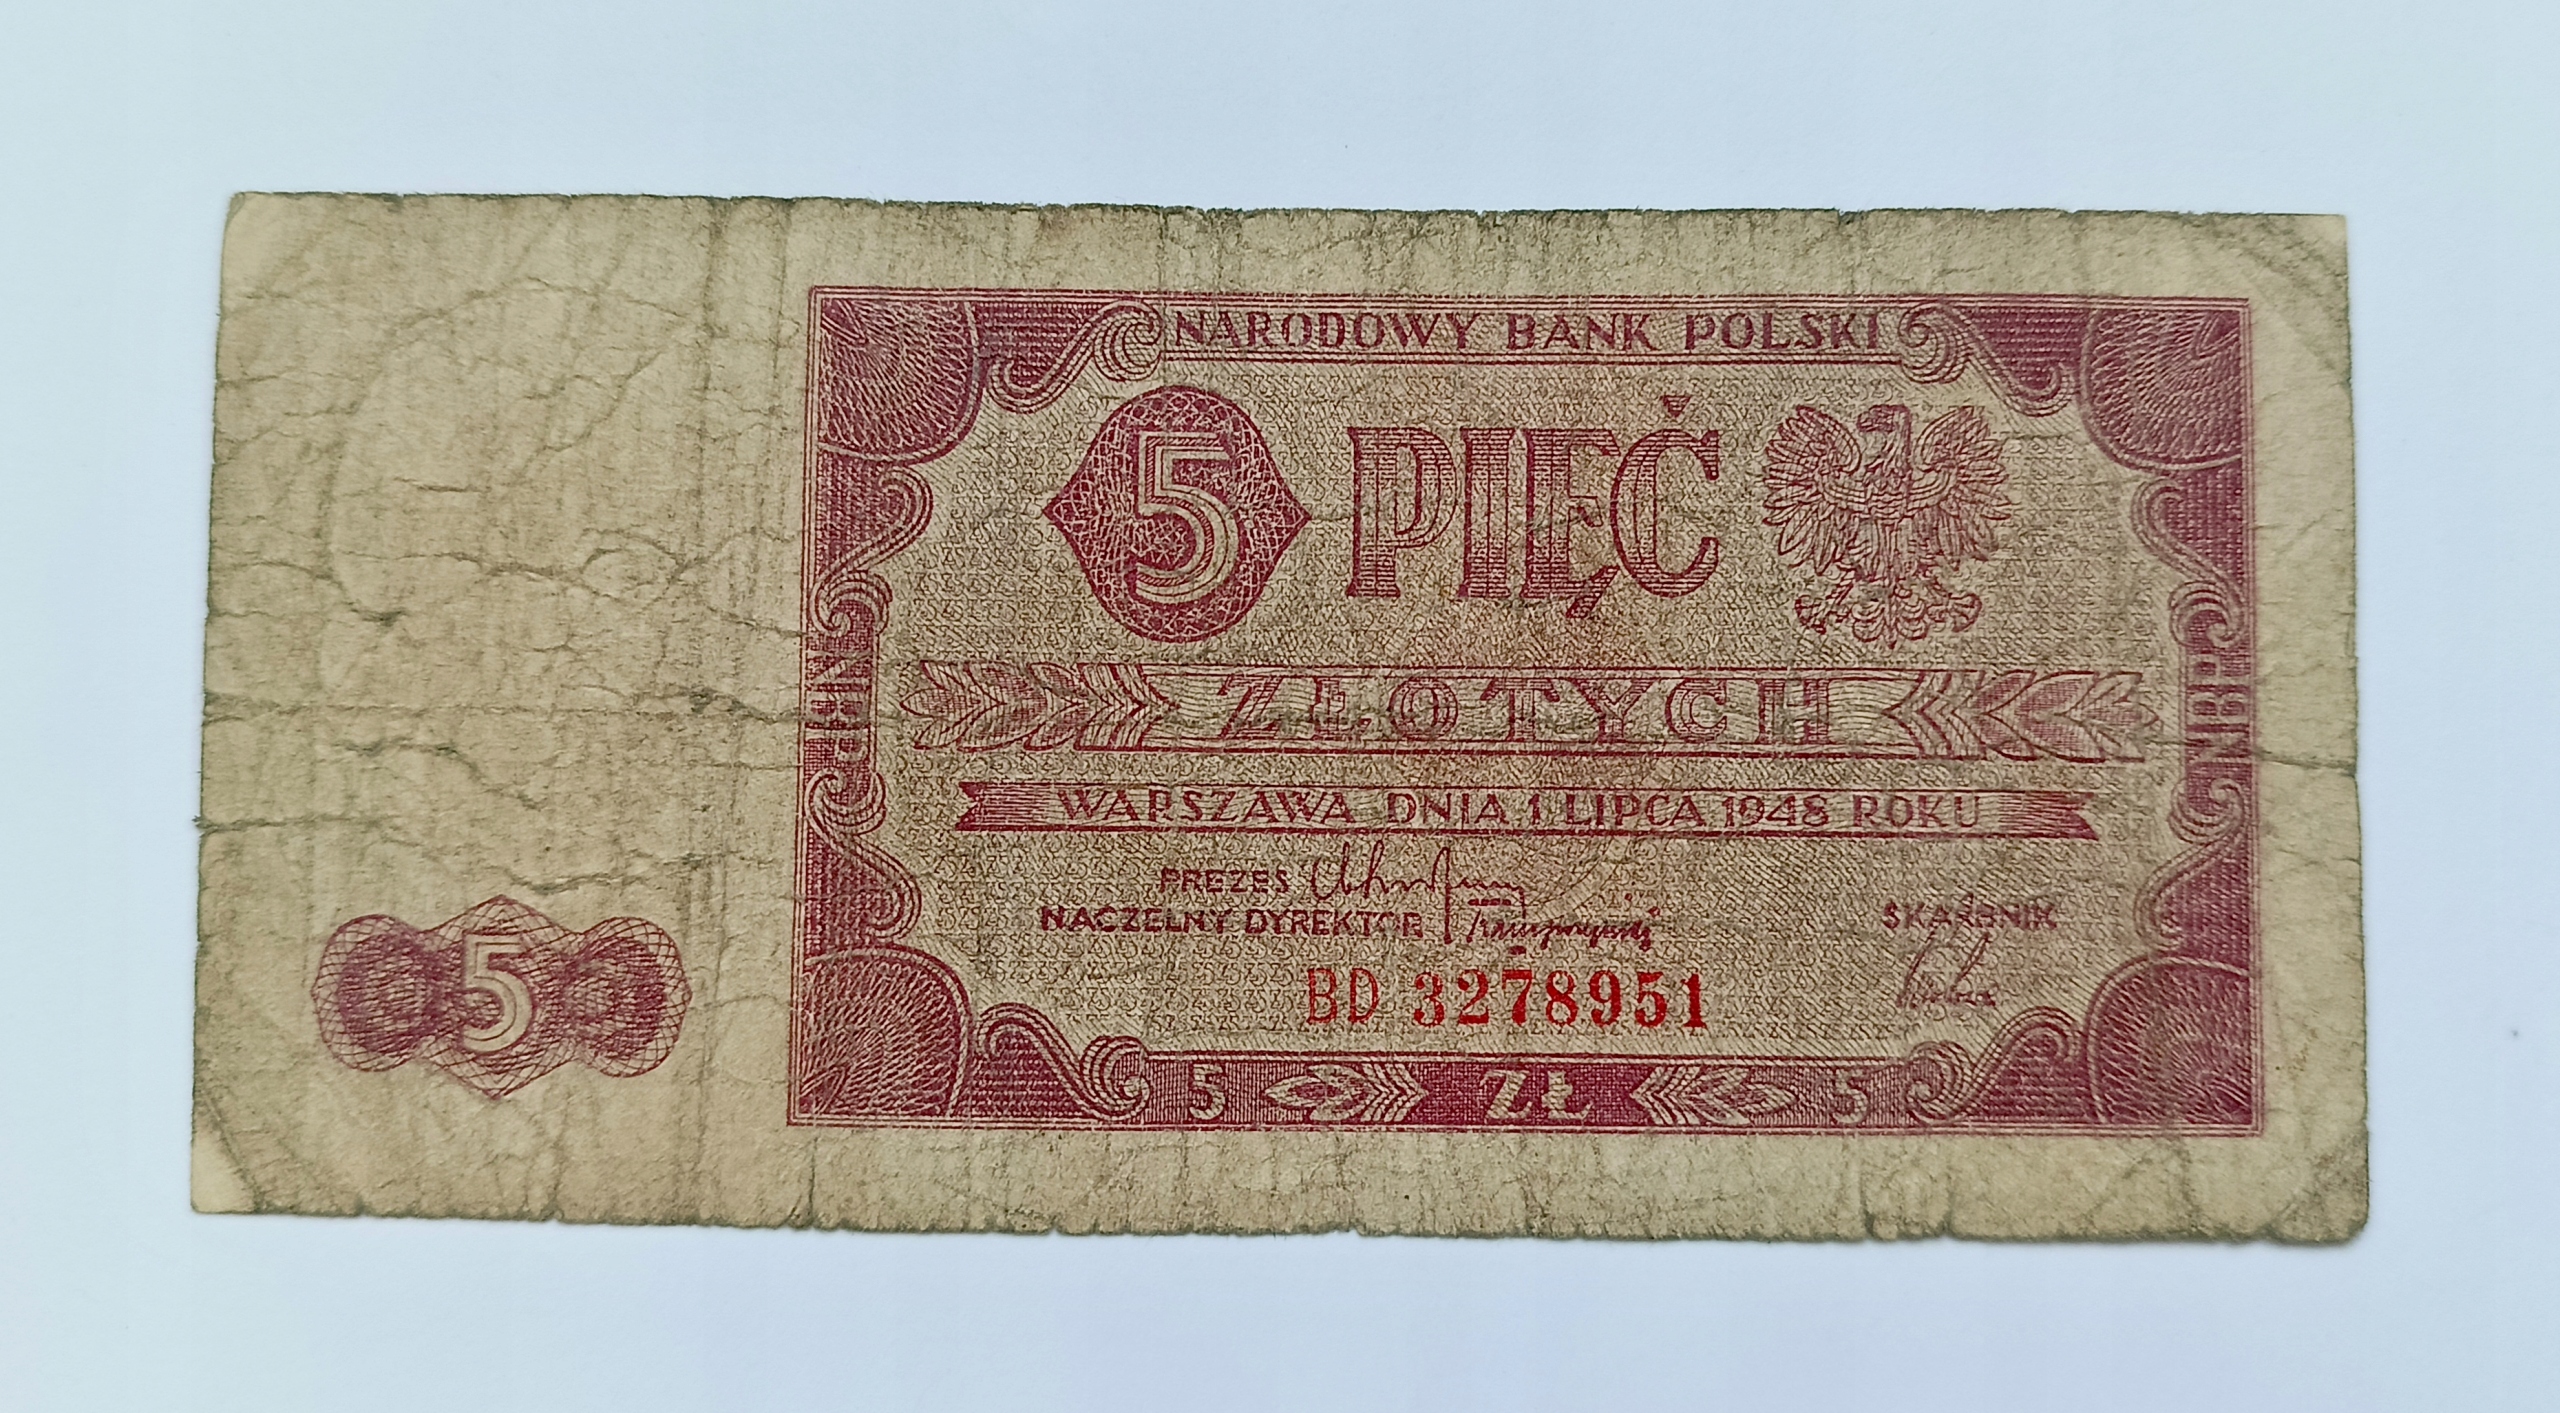 NARODOWY BANK POLSKI
5 PIĘĆ
ZŁOTYCH
NBP
NBP
WARSZAWA DNIA 1 LIPCA 1948 ROKU
PREZES
NACZELNY DYREKTOR
SKARBNIK
BD 3278951
5 ZŁ 5
5